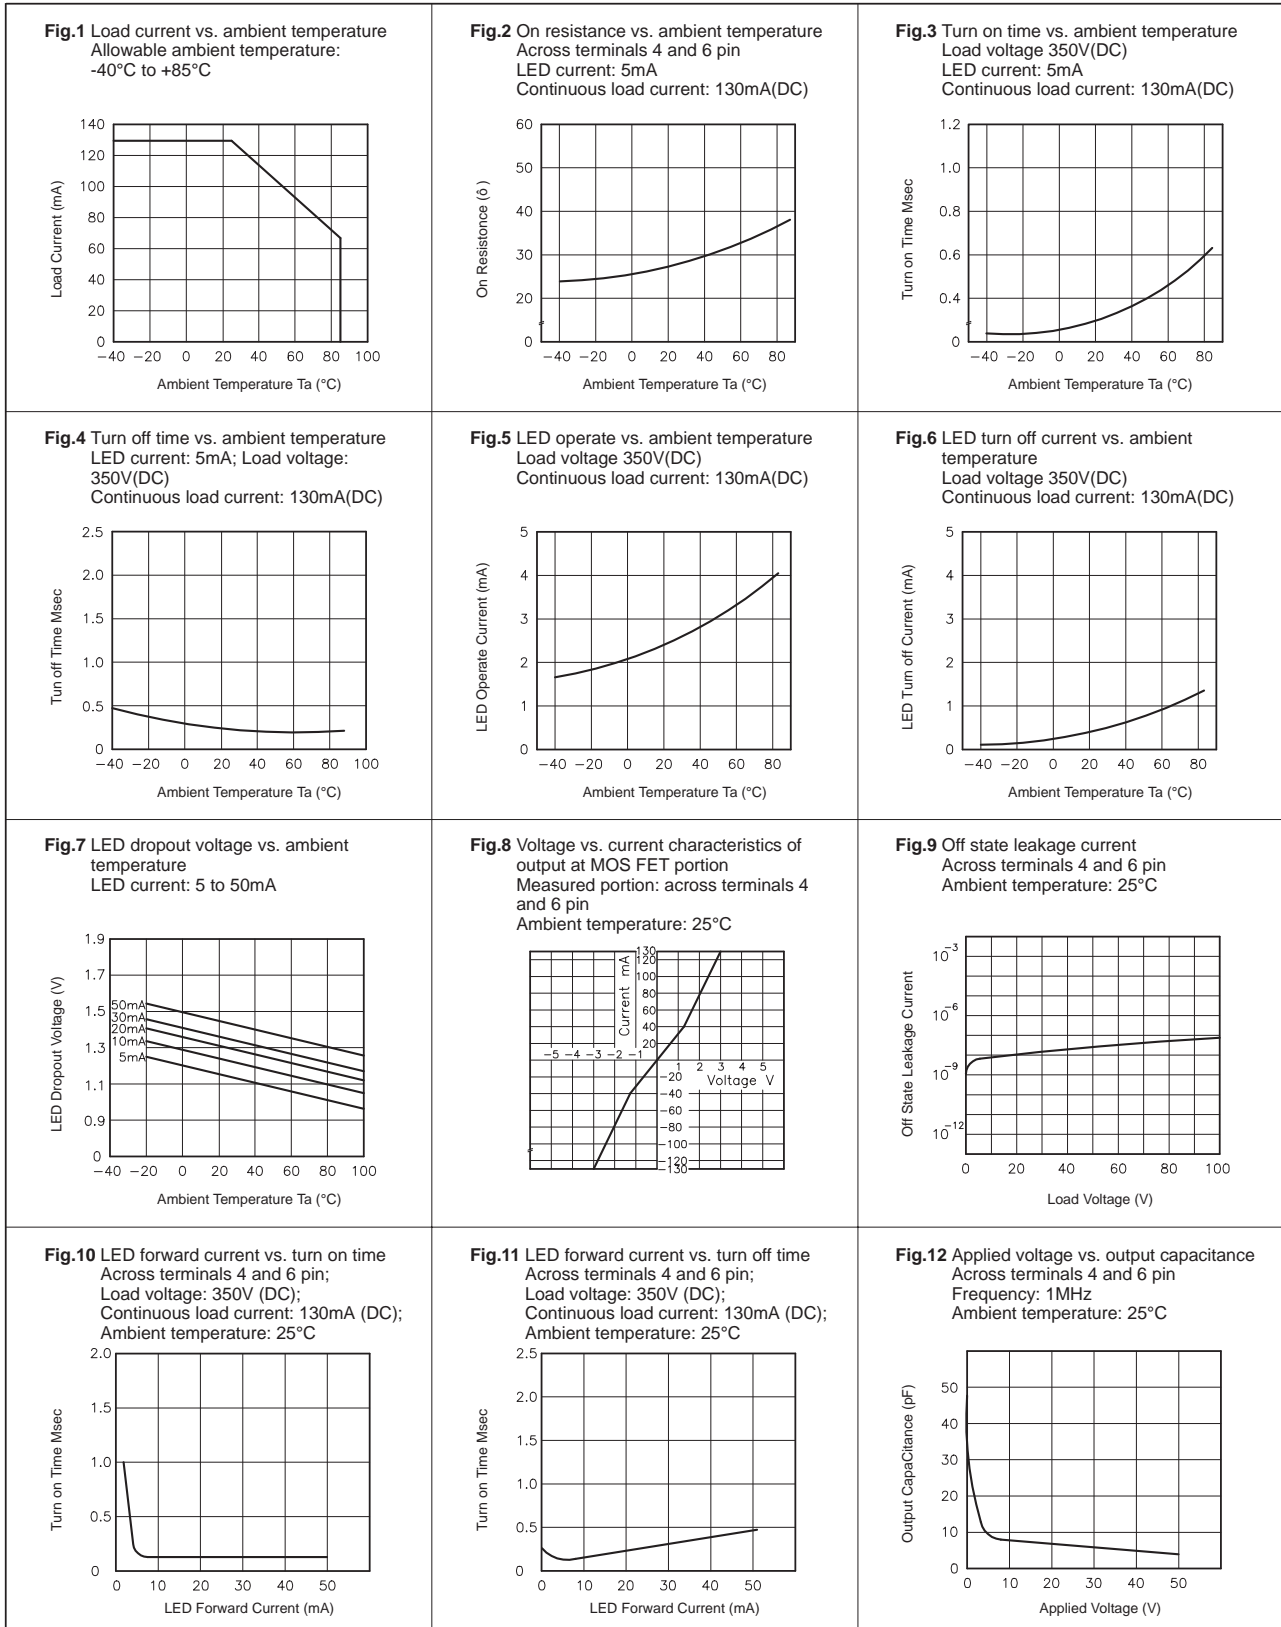 Fig.1 Load current vs. ambient temperature
Allowable ambient temperature:
-40°C to +85°C
140
120
100
80
60
40
20
0
−40 −20 0 20 40 60 80 100
Load Current (mA)
Ambient Temperature Ta (°C)
Fig.2 On resistance vs. ambient temperature
Across terminals 4 and 6 pin
LED current: 5mA
Continuous load current: 130mA(DC)
60
50
40
30
20
0
−40 −20 0 20 40 60 80
On Resistonce (ô )
Ambient Temperature Ta (°C)
Fig.3 Turn on time vs. ambient temperature
Load voltage 350V(DC)
LED current: 5mA
Continuous load current: 130mA(DC)
1.2
1.0
0.8
0.6
0.4
0
−40 −20 0 20 40 60 80
Turn on Time Msec
Ambient Temperature Ta (°C)
Fig.4 Turn off time vs. ambient temperature
LED current: 5mA; Load voltage:
350V(DC)
Continuous load current: 130mA(DC)
2.5
2.0
1.5
1.0
0.5
0
−40 −20 0 20 40 60 80 100
Tun off Time Msec
Ambient Temperature Ta (°C)
Fig.5 LED operate vs. ambient temperature
Load voltage 350V(DC)
Continuous load current: 130mA(DC)
5
4
3
2
1
0
−40 −20 0 20 40 60 80
LED Operate Current (mA)
Ambient Temperature Ta (°C)
Fig.6 LED turn off current vs. ambient
temperature
Load voltage 350V(DC)
Continuous load current: 130mA(DC)
5
4
3
2
1
0
−40 −20 0 20 40 60 80
LED Turn off Current (mA)
Ambient Temperature Ta (°C)
Fig.7 LED dropout voltage vs. ambient
temperature
LED current: 5 to 50mA
1.9
1.7
1.5
1.3
1.1
0.9
0
50mA
30mA
20mA
10mA
5mA
−40 −20 0 20 40 60 80 100
LED Dropout Voltage (V)
Ambient Temperature Ta (°C)
Fig.8 Voltage vs. current characteristics of
output at MOS FET portion
Measured portion: across terminals 4
and 6 pin
Ambient temperature: 25°C
Current mA
130
120
100
80
60
40
20
−5 −4 −3 −2 −1
1 2 3 4 5
Voltage V
−20
−40
−60
−80
−100
−120
−130
Fig.9 Off state leakage current
Across terminals 4 and 6 pin
Ambient temperature: 25°C
10⁻³
10⁻⁶
10⁻⁹
10⁻¹²
0 20 40 60 80 100
Off State Leakage Current
Load Voltage (V)
Fig.10 LED forward current vs. turn on time
Across terminals 4 and 6 pin;
Load voltage: 350V (DC);
Continuous load current: 130mA (DC);
Ambient temperature: 25°C
2.0
1.5
1.0
0.5
0
0 10 20 30 40 50
Turn on Time Msec
LED Forward Current (mA)
Fig.11 LED forward current vs. turn off time
Across terminals 4 and 6 pin;
Load voltage: 350V (DC);
Continuous load current: 130mA (DC);
Ambient temperature: 25°C
2.5
2.0
1.5
1.0
0.5
0
0 10 20 30 40 50
Turn on Time Msec
LED Forward Current (mA)
Fig.12 Applied voltage vs. output capacitance
Across terminals 4 and 6 pin
Frequency: 1MHz
Ambient temperature: 25°C
50
40
30
20
10
0
0 10 20 30 40 50
Output CapaCitance (pF)
Applied Voltage (V)